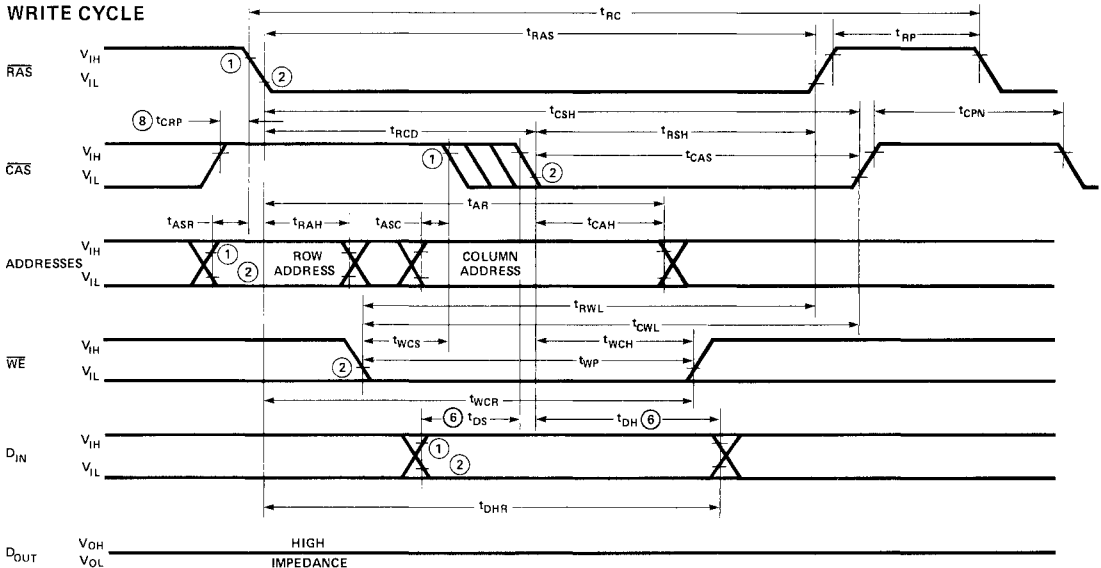 WRITE CYCLE
tRC
tRAS
tRP
RAS
VIH
VIL
1
2
8 tCRP
tCSH
tCPN
tRCD
tRSH
tCAS
CAS
VIH
VIL
1
2
tAR
tASR
tRAH
tASC
tCAH
ADDRESSES
VIH
VIL
1
2
ROW ADDRESS
COLUMN ADDRESS
tRWL
tCWL
tWCS
tWCH
tWP
WE
VIH
VIL
2
tWCR
6 tDS
tDH 6
DIN
VIH
VIL
1
2
tDHR
DOUT
VOH
VOL
HIGH IMPEDANCE